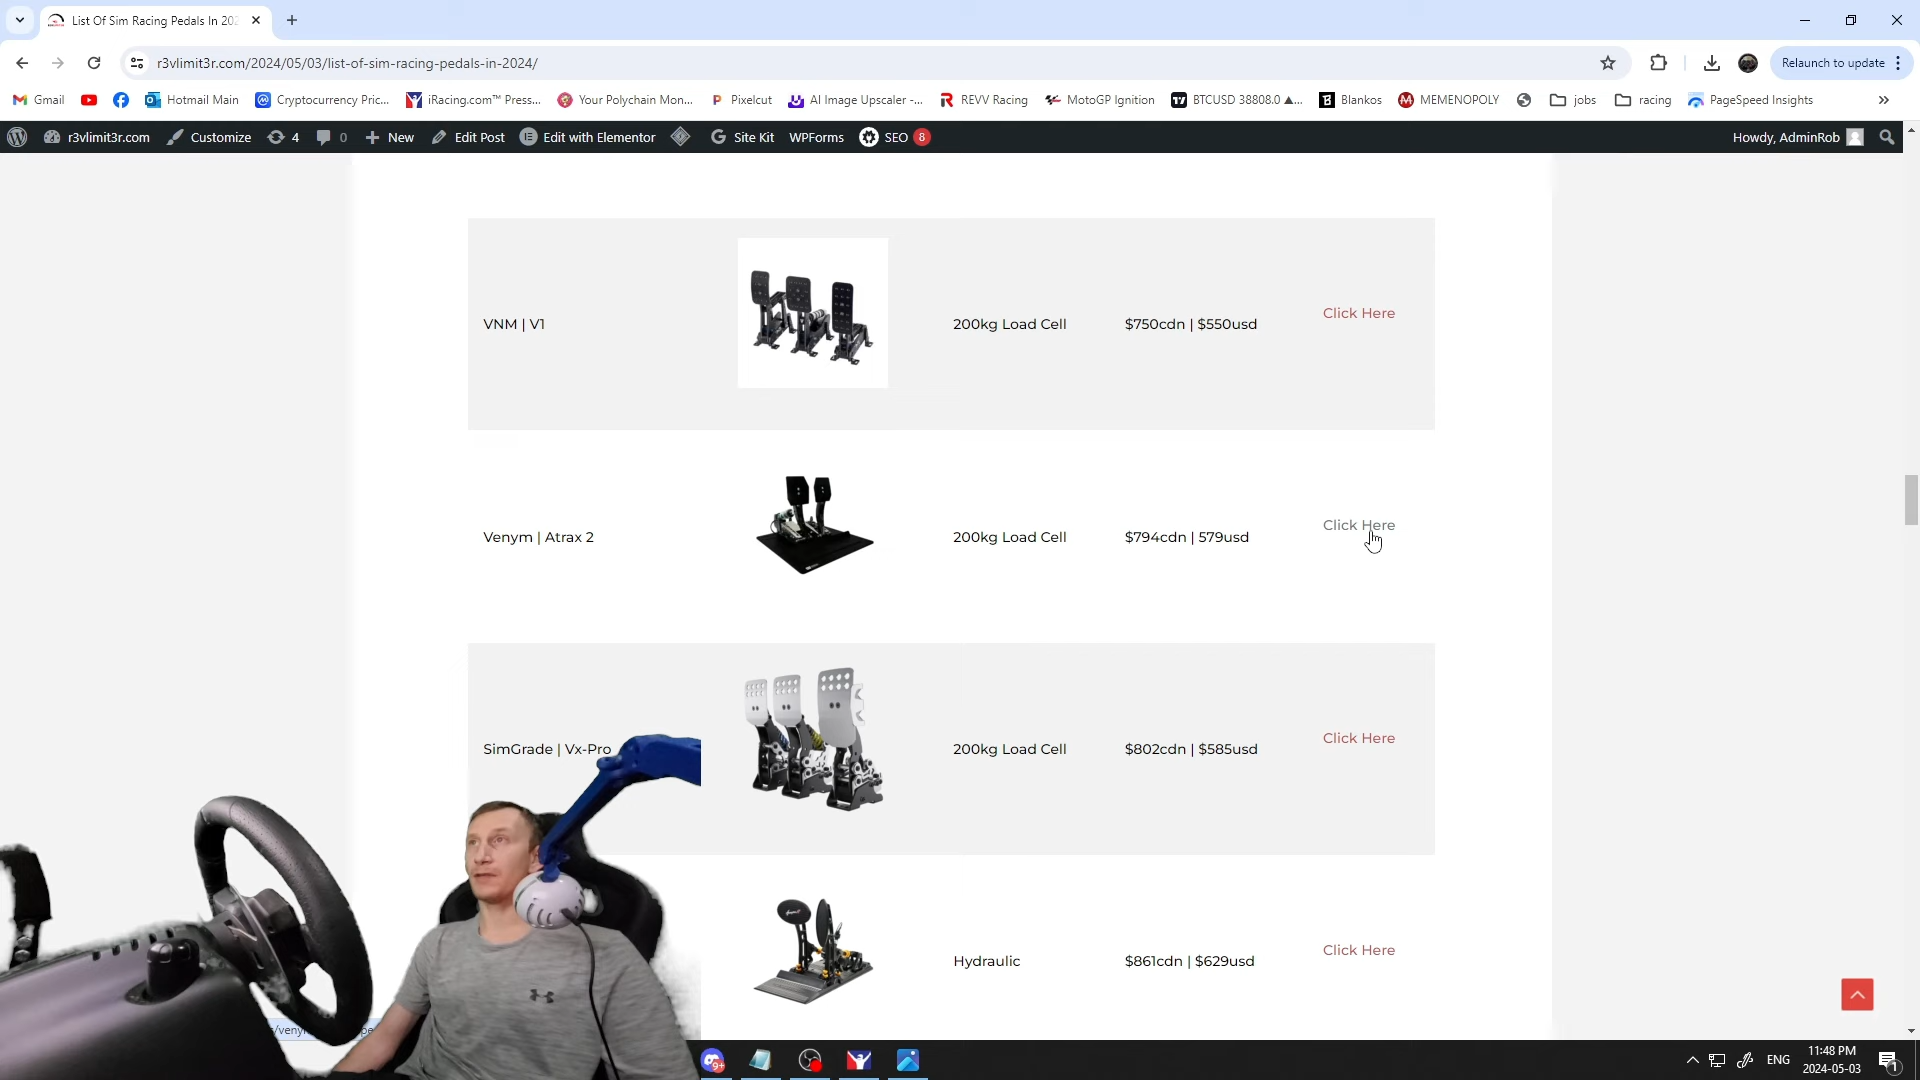 List Of Sim Racing Pedals In 202
r3vlimit3r.com/2024/05/03/list-of-sim-racing-pedals-in-2024/
Relaunch to update
Gmail
Hotmail Main
Cryptocurrency Pric...
iRacing.com™ Press...
Your Polychain Mon...
Pixelcut
AI Image Upscaler -...
REVV Racing
MotoGP Ignition
BTCUSD 38808.0 ▲...
Blankos
MEMENOPOLY
jobs
racing
PageSpeed Insights
r3vlimit3r.com
Customize
4
0
New
Edit Post
Edit with Elementor
Site Kit
WPForms
SEO 8
Howdy, AdminRob
VNM | V1
200kg Load Cell
$750cdn | $550usd
Click Here
Venym | Atrax 2
200kg Load Cell
$794cdn | 579usd
Click Here
SimGrade | Vx-Pro
200kg Load Cell
$802cdn | $585usd
Click Here
Hydraulic
$861cdn | $629usd
Click Here
9+
ENG
11:48 PM
2024-05-03
1